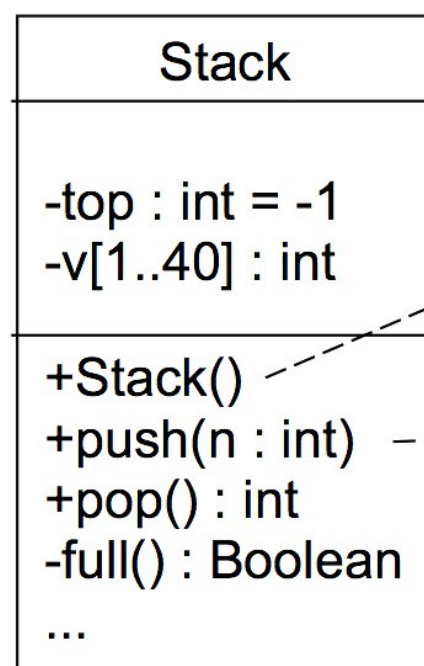 Stack
-top : int = -1
-v[1..40] : int
+Stack()
+push(n : int)
+pop() : int
-full() : Boolean
...